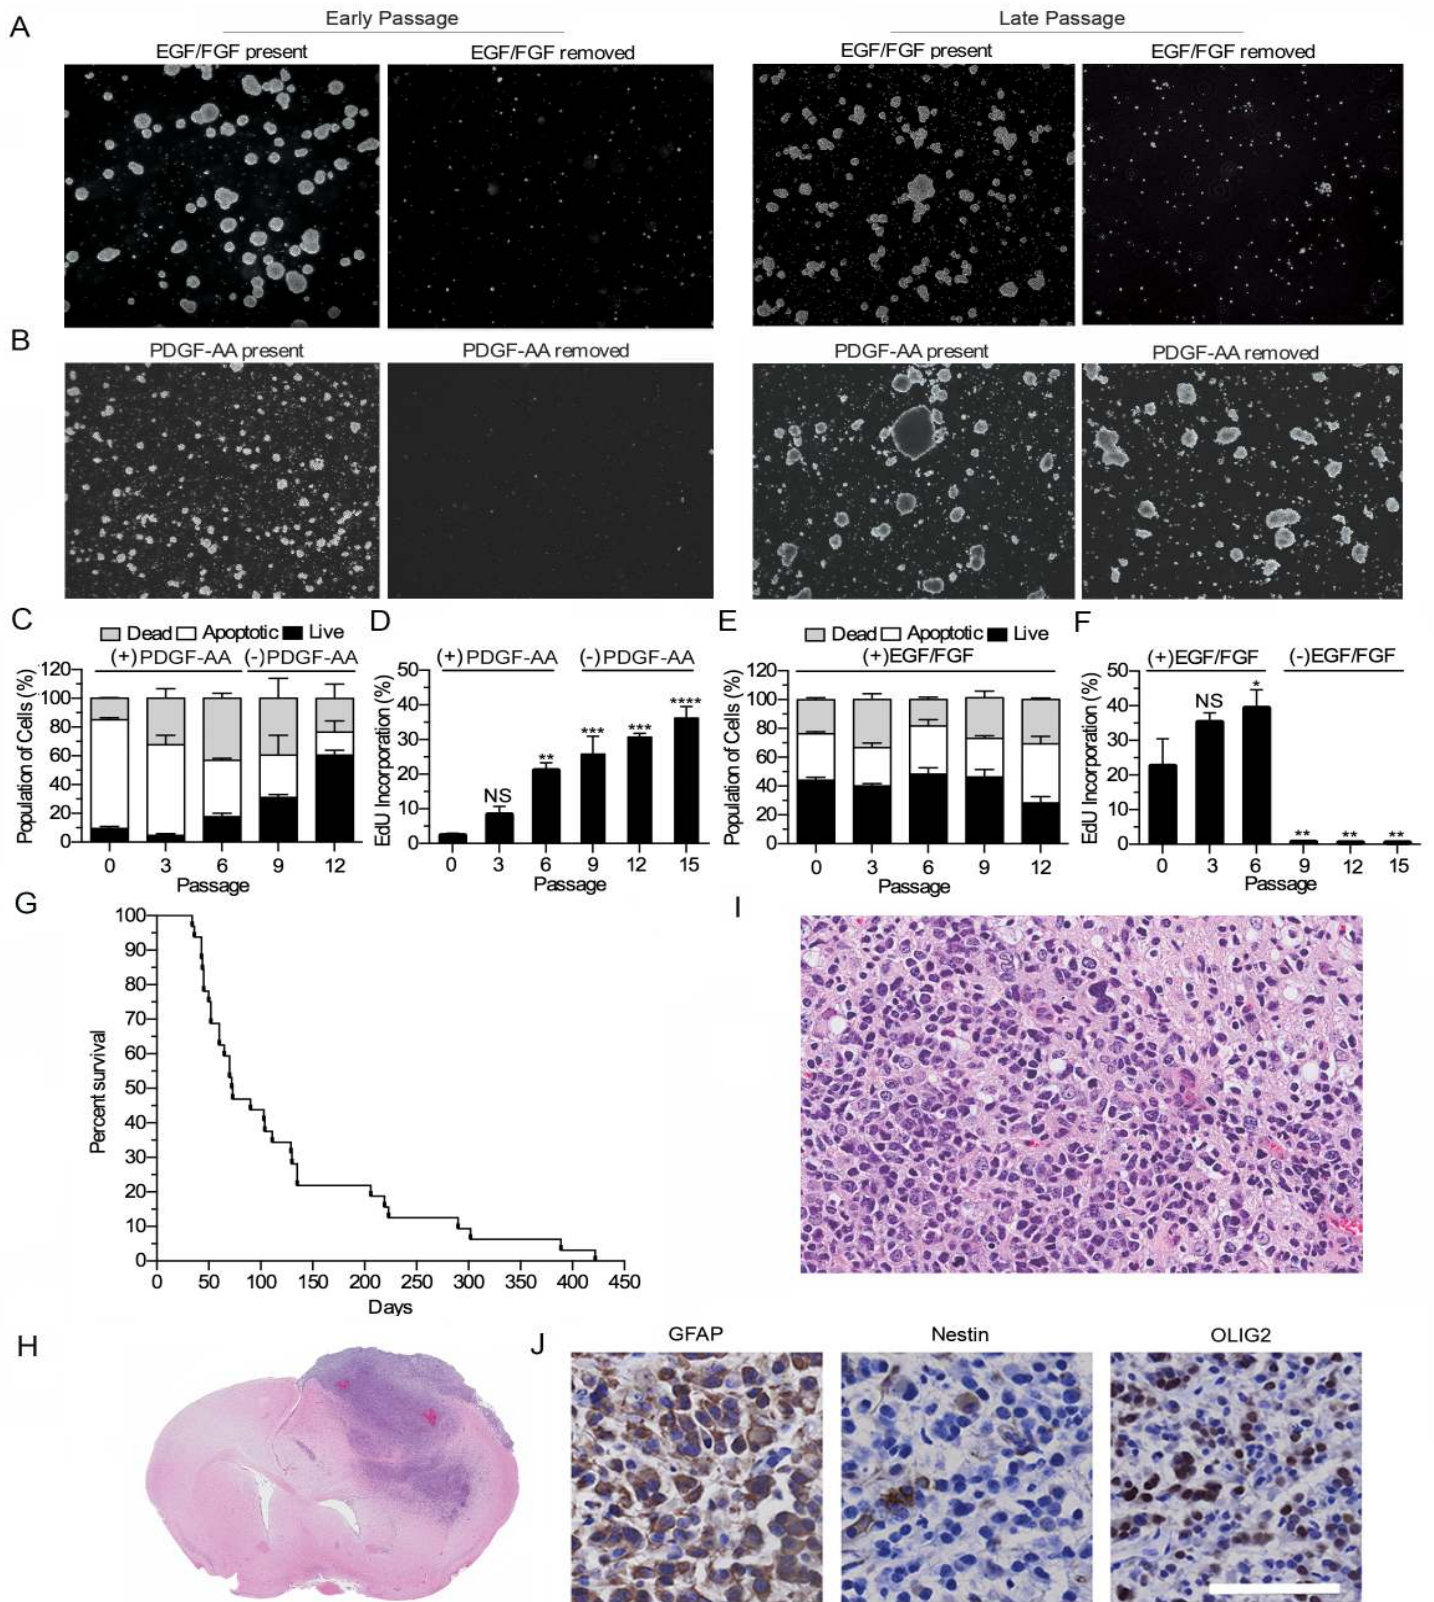 A
Early Passage
Late Passage
EGF/FGF present
EGF/FGF removed
EGF/FGF present
EGF/FGF removed
B
PDGF-AA present
PDGF-AA removed
PDGF-AA present
PDGF-AA removed
C
Dead Apoptotic Live
(+)PDGF-AA (-)PDGF-AA
Population of Cells (%)
120
100
80
60
40
20
0
0 3 6 9 12
Passage
D
(+)PDGF-AA (-)PDGF-AA
EdU Incorporation (%)
50
40
30
20
10
0
NS ** *** *** ****
0 3 6 9 12 15
Passage
E
Dead Apoptotic Live
(+)EGF/FGF
Population of Cells (%)
120
100
80
60
40
20
0
0 3 6 9 12
Passage
F
(+)EGF/FGF (-)EGF/FGF
EdU Incorporation (%)
50
40
30
20
10
0
NS * ** ** **
0 3 6 9 12 15
Passage
G
Percent survival
100
90
80
70
60
50
40
30
20
10
0
0 50 100 150 200 250 300 350 400 450
Days
I
H
J
GFAP
Nestin
OLIG2